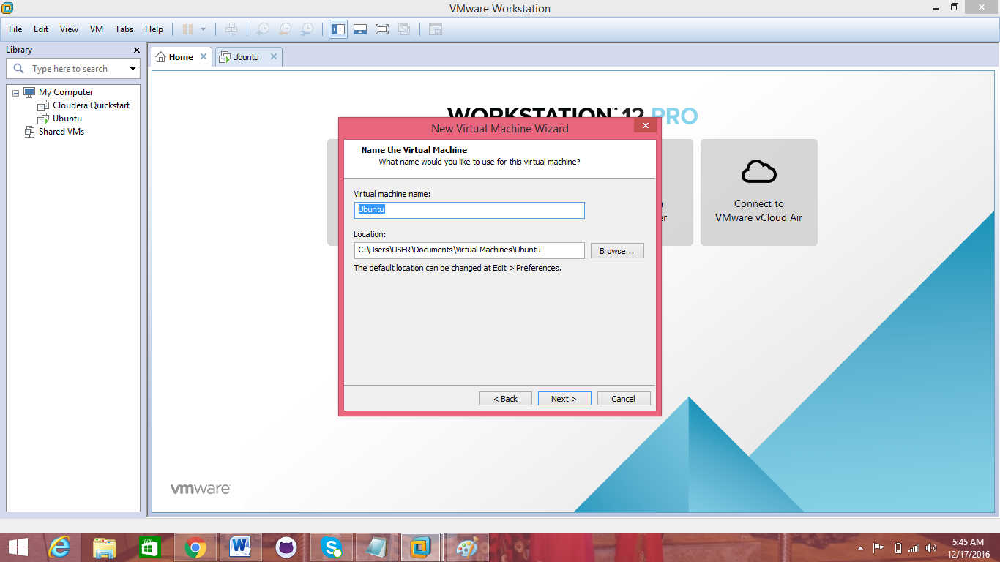 VMware Workstation
File Edit View VM Tabs Help
Library
Type here to search
My Computer
Cloudera Quickstart
Ubuntu
Shared VMs
Home
Ubuntu
WORKSTATION™ 12 PRO
New Virtual Machine Wizard
Name the Virtual Machine
What name would you like to use for this virtual machine?
Virtual machine name:
Ubuntu
Location:
C:\Users\USER\Documents\Virtual Machines\Ubuntu
Browse...
The default location can be changed at Edit > Preferences.
< Back
Next >
Cancel
Connect to
VMware vCloud Air
vmware
5:45 AM
12/17/2016